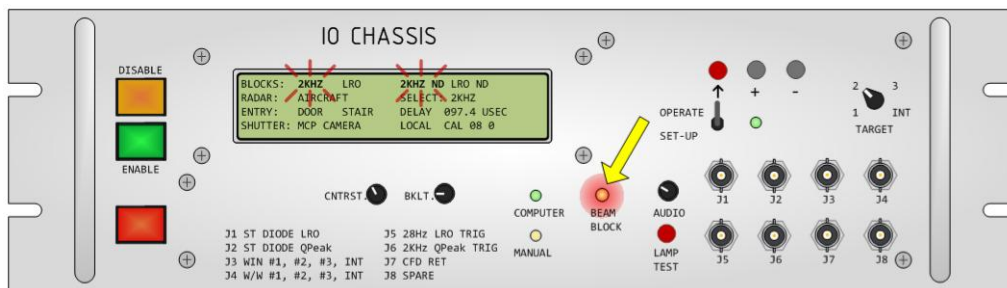 IO CHASSIS
DISABLE
ENABLE
BLOCKS: 2KHZ LRO 2KHZ ND LRO ND
RADAR: AIRCRAFT SELECT: 2KHZ
ENTRY: DOOR STAIR DELAY 097.4 USEC
SHUTTER: MCP CAMERA LOCAL CAL 08 0
CNTRST. BKLT.
COMPUTER
MANUAL
BEAM
BLOCK
AUDIO
LAMP
TEST
OPERATE
SET-UP
+ -
2 3
1 INT
TARGET
J1 J2 J3 J4
J5 J6 J7 J8
J1 ST DIODE LRO J5 28Hz LRO TRIG
J2 ST DIODE QPeak J6 2KHz QPeak TRIG
J3 WIN #1, #2, #3, INT J7 CFD RET
J4 W/W #1, #2, #3, INT J8 SPARE